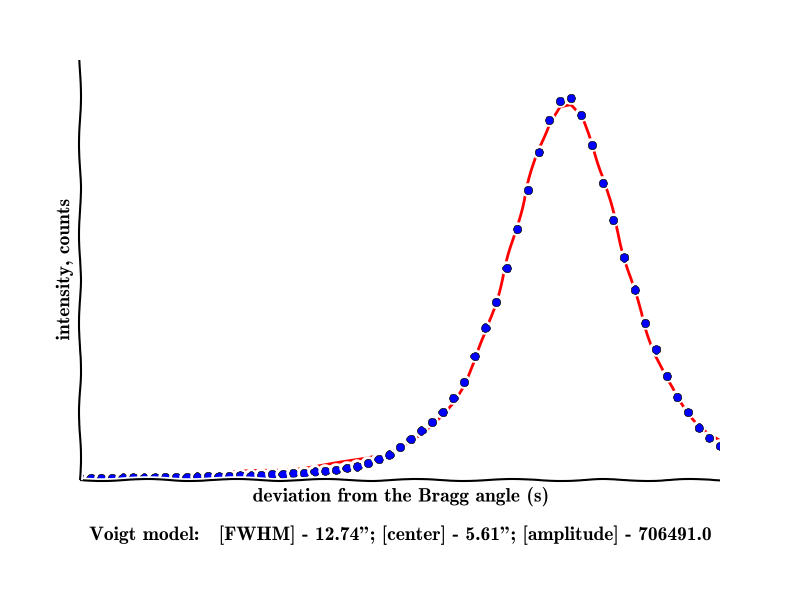 intensity, counts
deviation from the Bragg angle (s)
Voigt model: [FWHM] - 12.74”; [center] - 5.61”; [amplitude] - 706491.0